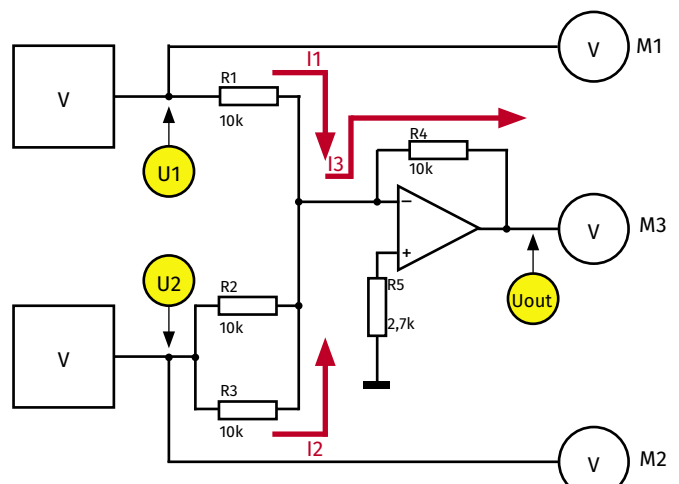 V
M1
I1
R1
V
10k
R4
I3
10k
U1
−
V
M3
+
U2
R2
R5
Uout
10k
2,7k
V
R3
10k
I2
V
M2